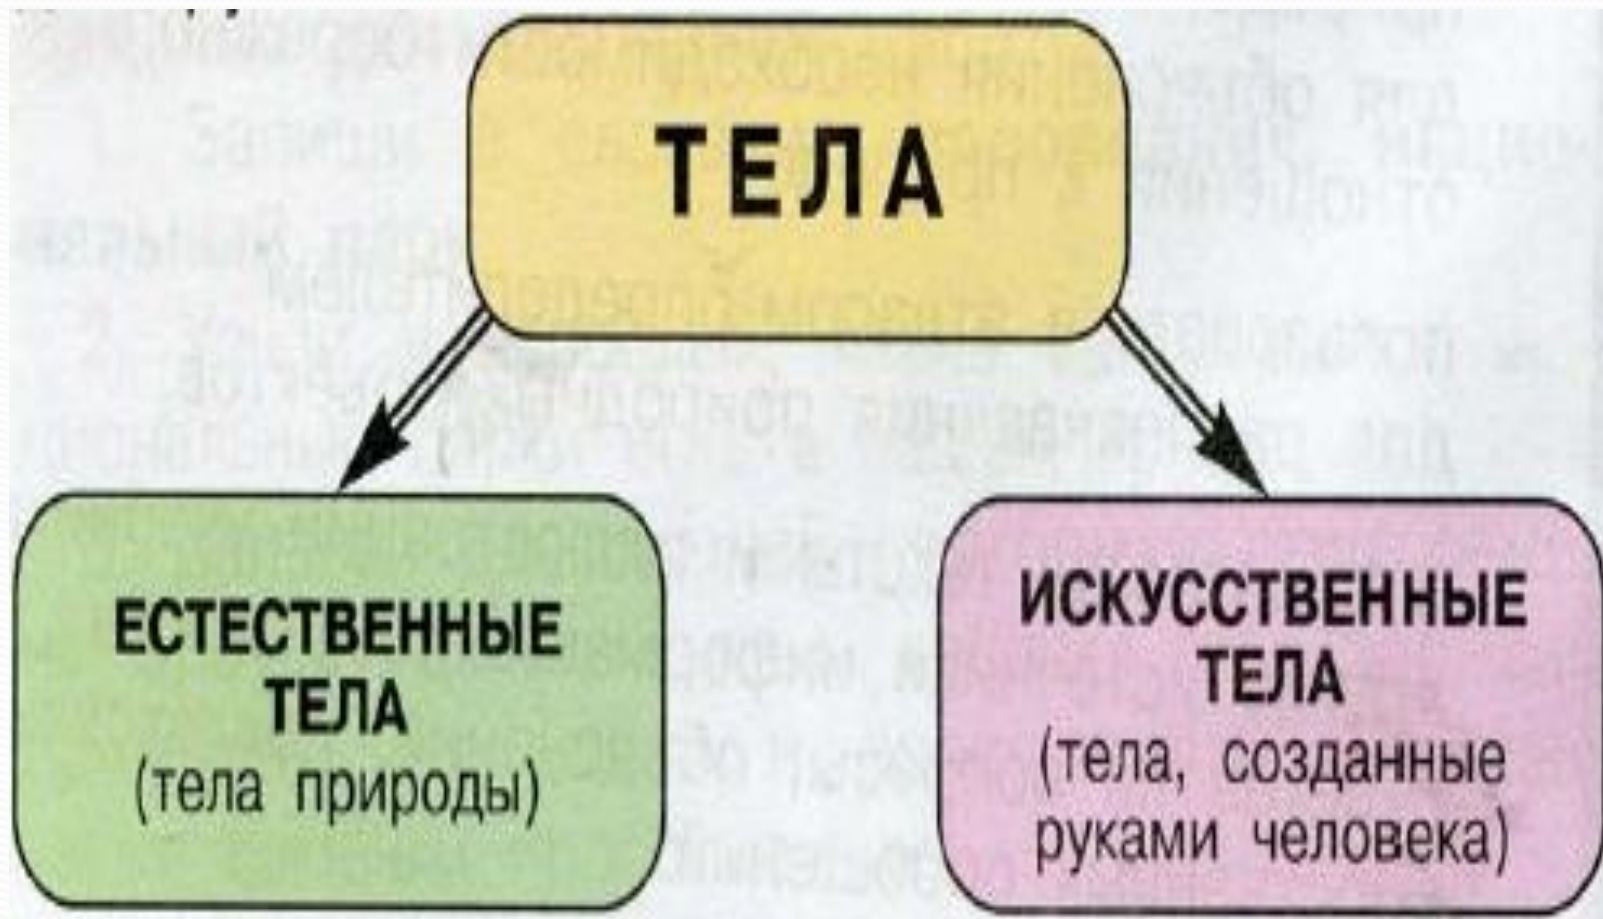 ТЕЛА
ЕСТЕСТВЕННЫЕ
ТЕЛА
(тела природы)
ИСКУССТВЕННЫЕ
ТЕЛА
(тела, созданные
руками человека)